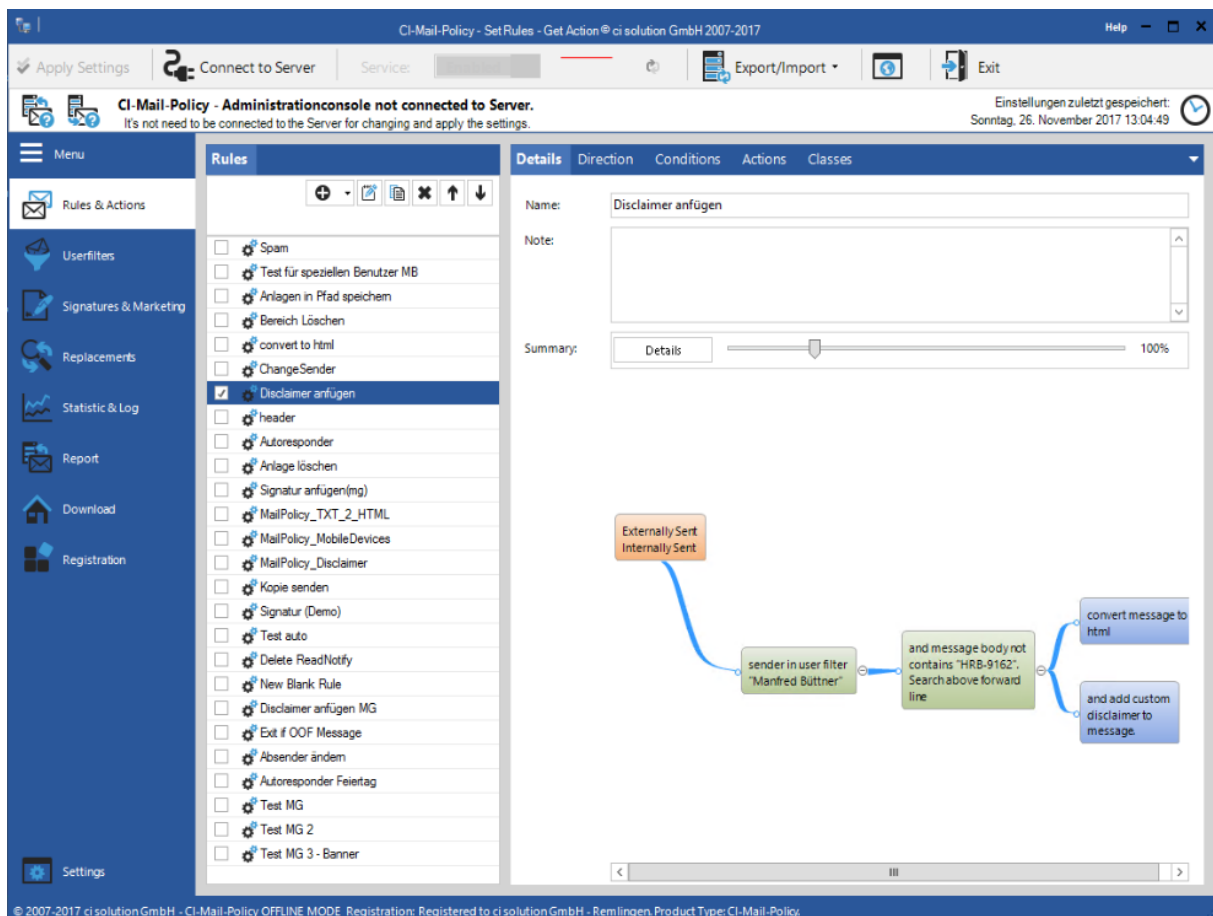 CI-Mail-Policy - Set Rules - Get Action © ci solution GmbH 2007-2017
Help
Apply Settings
Connect to Server
Service:
Export/Import
Exit
CI-Mail-Policy - Administrationconsole not connected to Server.
It's not need to be connected to the Server for changing and apply the settings.
Einstellungen zuletzt gespeichert:
Sonntag, 26. November 2017 13:04:49
Menu
Rules & Actions
Userfilters
Signatures & Marketing
Replacements
Statistic & Log
Report
Download
Registration
Settings
Rules
Spam
Test für speziellen Benutzer MB
Anlagen in Pfad speichern
Bereich Löschen
convert to html
ChangeSender
Disclaimer anfügen
header
Autoresponder
Anlage löschen
Signatur anfügen(mg)
MailPolicy_TXT_2_HTML
MailPolicy_MobileDevices
MailPolicy_Disclaimer
Kopie senden
Signatur (Demo)
Test auto
Delete ReadNotify
New Blank Rule
Disclaimer anfügen MG
Exit if OOF Message
Absender ändern
Autoresponder Feiertag
Test MG
Test MG 2
Test MG 3 - Banner
Details
Direction
Conditions
Actions
Classes
Name:
Disclaimer anfügen
Note:
Summary:
Details
100%
Externally Sent
Internally Sent
sender in user filter
"Manfred Büttner"
and message body not
contains "HRB-9162".
Search above forward
line
convert message to
html
and add custom
disclaimer to
message.
© 2007-2017 ci solution GmbH - CI-Mail-Policy OFFLINE MODE Registration: Registered to ci solution GmbH - Remlingen. Product Type: CI-Mail-Policy.